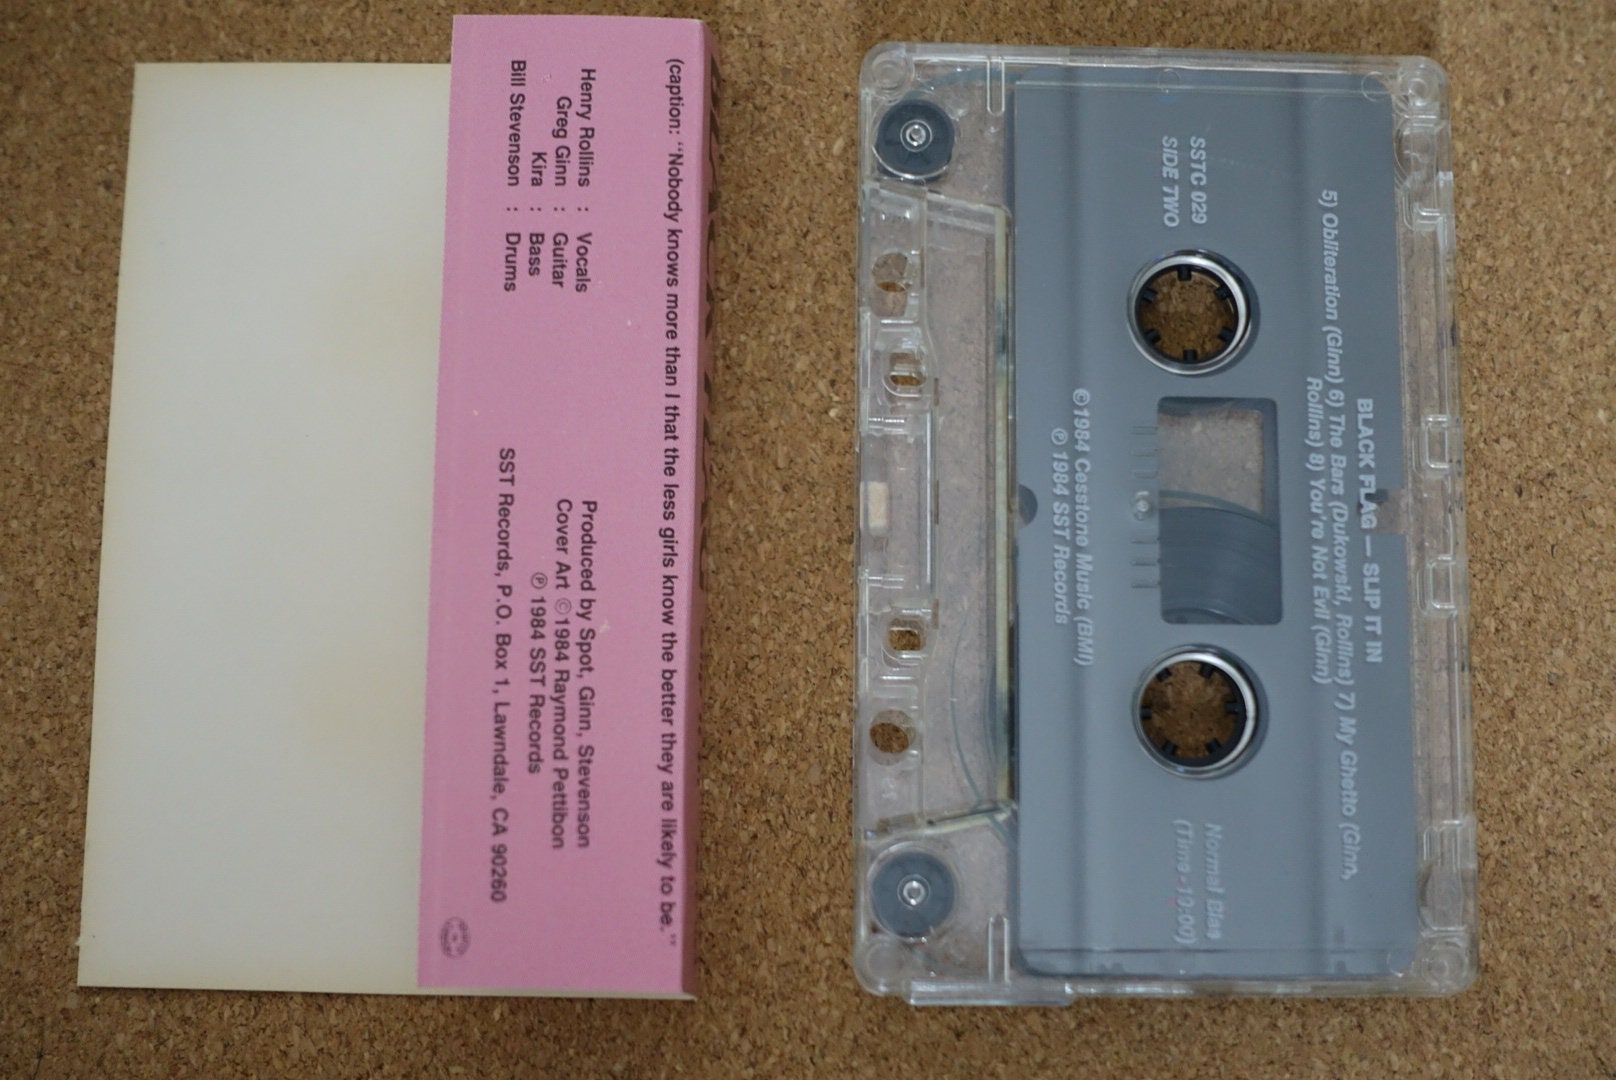 (caption: “Nobody knows more than I that the less girls know the better they are likely to be.”
Henry Rollins : Vocals
Greg Ginn : Guitar
Kira : Bass
Bill Stevenson : Drums
Produced by Spot, Ginn, Stevenson
Cover Art ©1984 Raymond Pettibon
℗ 1984 SST Records
SST Records, P.O. Box 1, Lawndale, CA 90260
BLACK FLAG — SLIP IT IN
5) Obliteration (Ginn) 6) The Bars (Dukowski, Rollins) 7) My Ghetto (Ginn,
Rollins) 8) You're Not Evil (Ginn)
SSTC 029
SIDE TWO
Normal Bias
(Time - 19:00)
©1984 Cesstone Music (BMI)
℗ 1984 SST Records